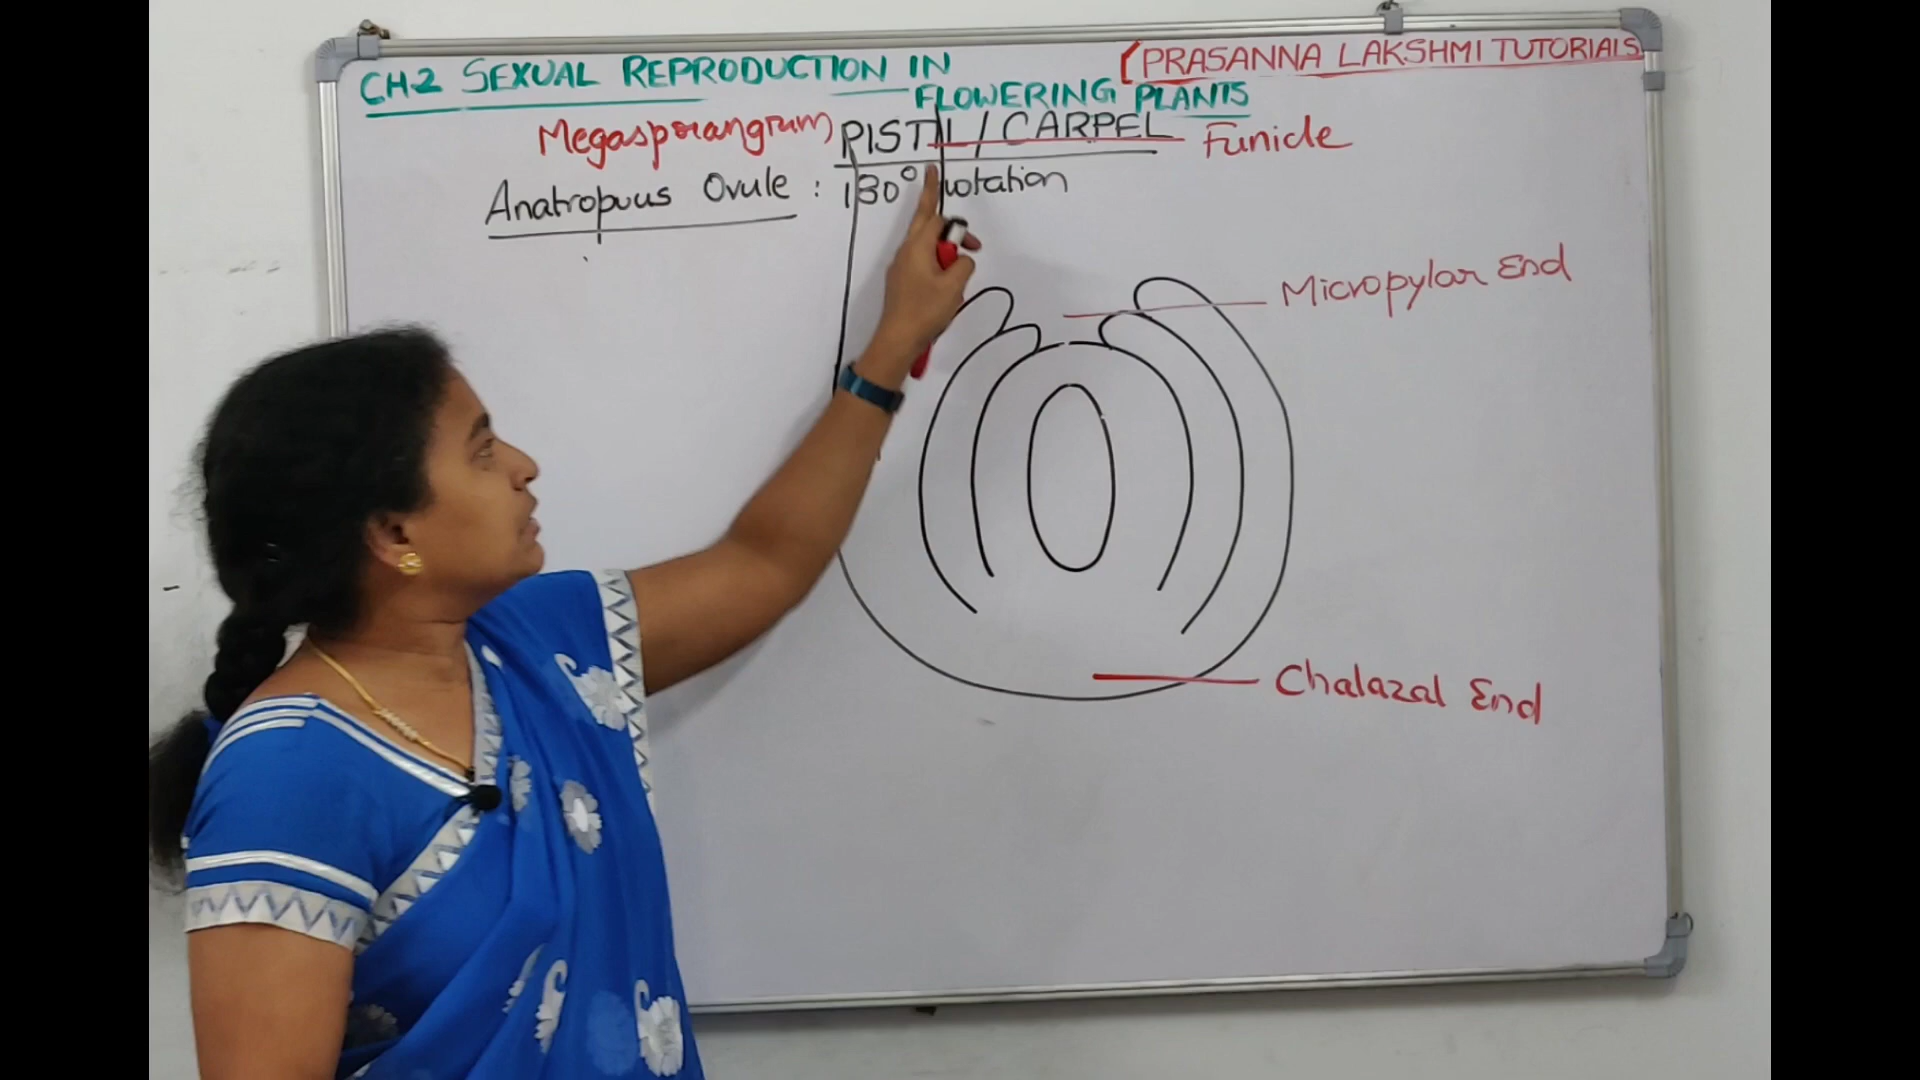 CH-2 SEXUAL REPRODUCTION IN
FLOWERING PLANTS
[PRASANNA LAKSHMI TUTORIALS
Megasporangium PISTIL / CARPEL Funicle
Anatropous Ovule : 180° rotation
Micropylar End
Chalazal End